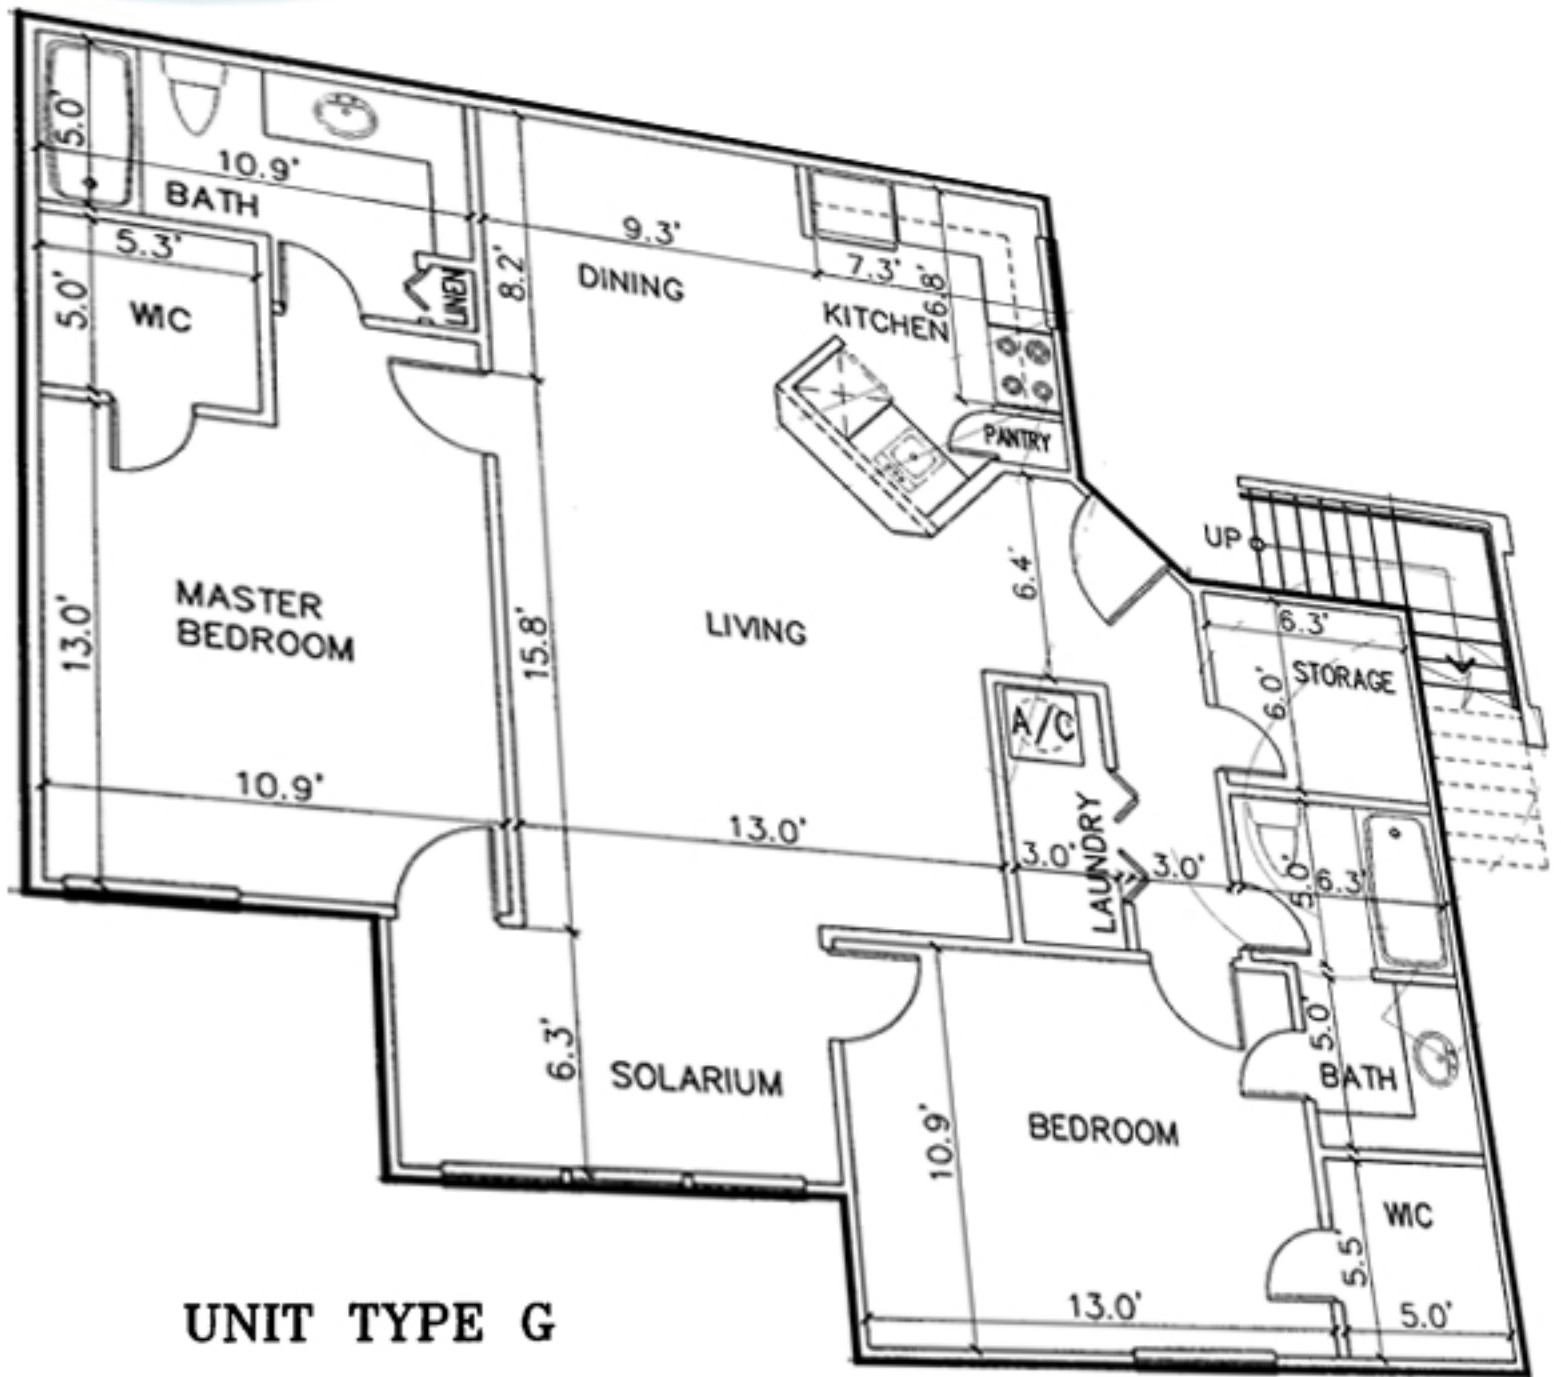 5.0'
10.9'
BATH
5.3'
5.0'
WIC
LINEN
8.2'
9.3'
DINING
7.3'
6.8'
KITCHEN
PANTRY
UP
MASTER
BEDROOM
13.0'
15.8'
LIVING
6.4'
6.3'
STORAGE
6.0'
A/C
10.9'
13.0'
3.0'
LAUNDRY
3.0'
5.0'
6.3'
6.3'
SOLARIUM
5.0'
BATH
10.9'
BEDROOM
WIC
5.5'
13.0'
5.0'
UNIT TYPE G